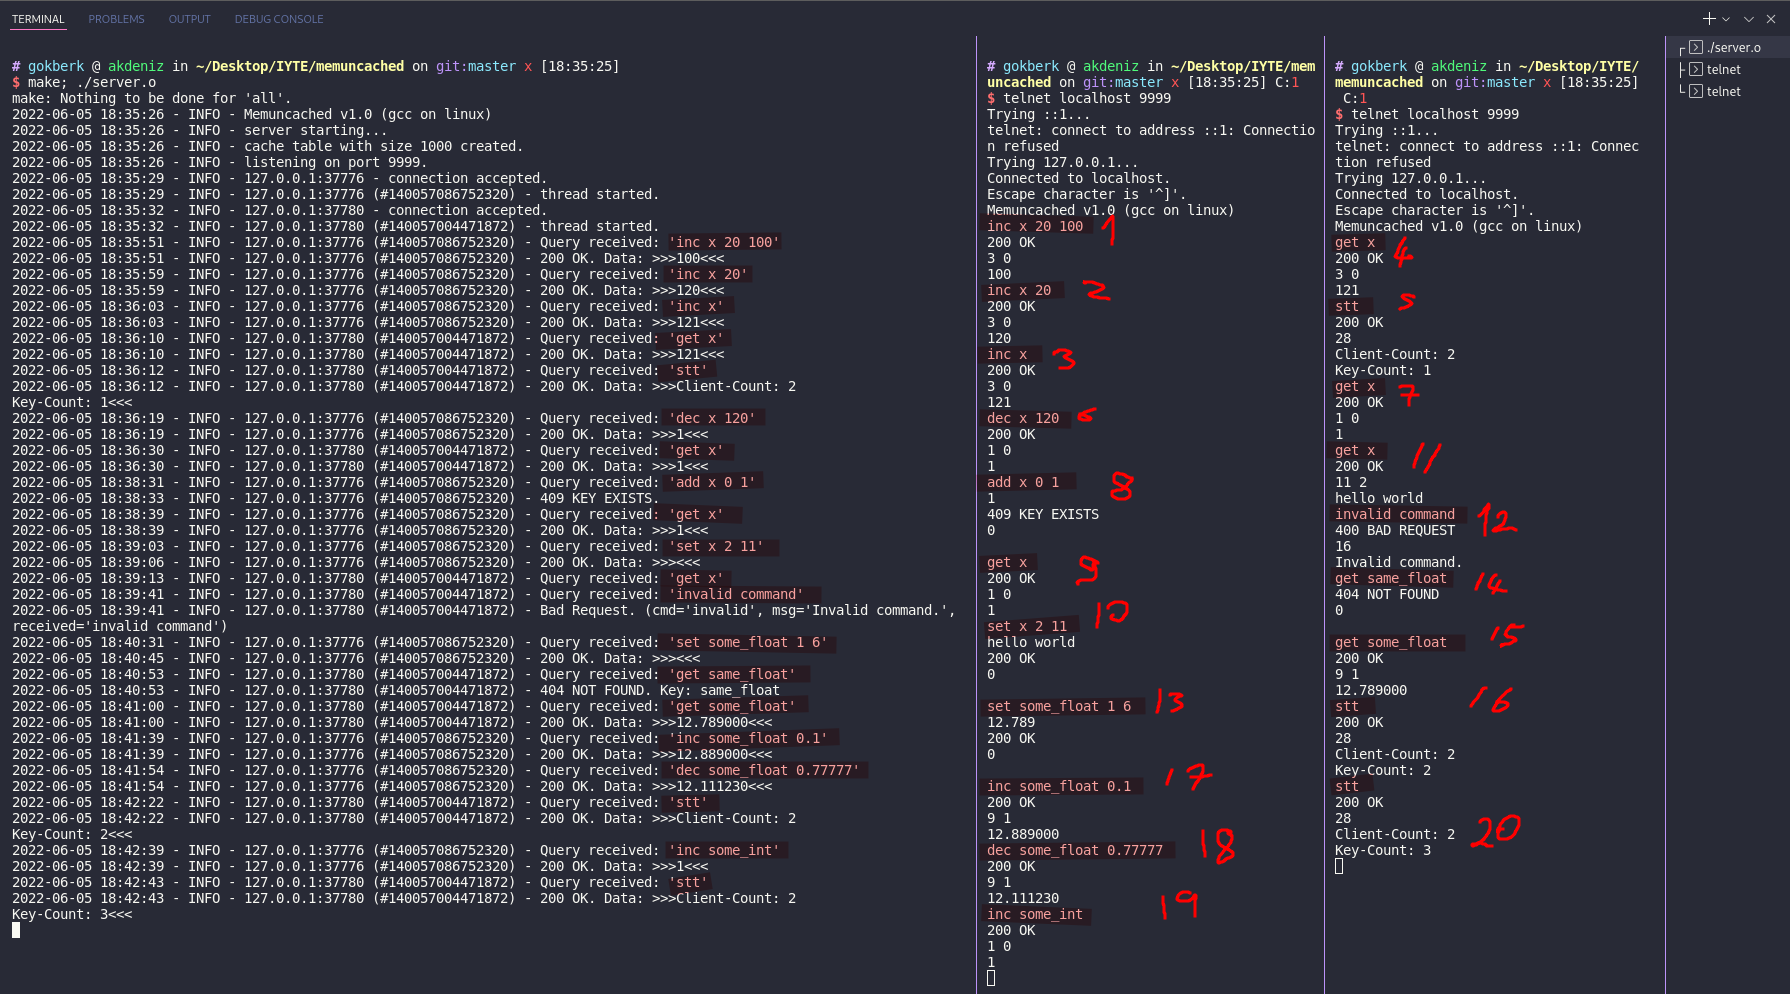 TERMINAL PROBLEMS OUTPUT DEBUG CONSOLE
# gokberk @ akdeniz in ~/Desktop/IYTE/memuncached on git:master x [18:35:25]
$ make; ./server.o
make: Nothing to be done for 'all'.
2022-06-05 18:35:26 - INFO - Memuncached v1.0 (gcc on linux)
2022-06-05 18:35:26 - INFO - server starting...
2022-06-05 18:35:26 - INFO - cache table with size 1000 created.
2022-06-05 18:35:26 - INFO - listening on port 9999.
2022-06-05 18:35:29 - INFO - 127.0.0.1:37776 - connection accepted.
2022-06-05 18:35:29 - INFO - 127.0.0.1:37776 (#140057086752320) - thread started.
2022-06-05 18:35:32 - INFO - 127.0.0.1:37780 - connection accepted.
2022-06-05 18:35:32 - INFO - 127.0.0.1:37780 (#140057004471872) - thread started.
2022-06-05 18:35:51 - INFO - 127.0.0.1:37776 (#140057086752320) - Query received: 'inc x 20 100'
2022-06-05 18:35:51 - INFO - 127.0.0.1:37776 (#140057086752320) - 200 OK. Data: >>>100<<<
2022-06-05 18:35:59 - INFO - 127.0.0.1:37776 (#140057086752320) - Query received: 'inc x 20'
2022-06-05 18:35:59 - INFO - 127.0.0.1:37776 (#140057086752320) - 200 OK. Data: >>>120<<<
2022-06-05 18:36:03 - INFO - 127.0.0.1:37776 (#140057086752320) - Query received: 'inc x'
2022-06-05 18:36:03 - INFO - 127.0.0.1:37776 (#140057086752320) - 200 OK. Data: >>>121<<<
2022-06-05 18:36:10 - INFO - 127.0.0.1:37780 (#140057004471872) - Query received: 'get x'
2022-06-05 18:36:10 - INFO - 127.0.0.1:37780 (#140057004471872) - 200 OK. Data: >>>121<<<
2022-06-05 18:36:12 - INFO - 127.0.0.1:37780 (#140057004471872) - Query received: 'stt'
2022-06-05 18:36:12 - INFO - 127.0.0.1:37780 (#140057004471872) - 200 OK. Data: >>>Client-Count: 2
Key-Count: 1<<<
2022-06-05 18:36:19 - INFO - 127.0.0.1:37776 (#140057086752320) - Query received: 'dec x 120'
2022-06-05 18:36:19 - INFO - 127.0.0.1:37776 (#140057086752320) - 200 OK. Data: >>>1<<<
2022-06-05 18:36:30 - INFO - 127.0.0.1:37780 (#140057004471872) - Query received: 'get x'
2022-06-05 18:36:30 - INFO - 127.0.0.1:37780 (#140057004471872) - 200 OK. Data: >>>1<<<
2022-06-05 18:38:31 - INFO - 127.0.0.1:37776 (#140057086752320) - Query received: 'add x 0 1'
2022-06-05 18:38:33 - INFO - 127.0.0.1:37776 (#140057086752320) - 409 KEY EXISTS.
2022-06-05 18:38:39 - INFO - 127.0.0.1:37776 (#140057086752320) - Query received: 'get x'
2022-06-05 18:38:39 - INFO - 127.0.0.1:37776 (#140057086752320) - 200 OK. Data: >>>1<<<
2022-06-05 18:39:03 - INFO - 127.0.0.1:37776 (#140057086752320) - Query received: 'set x 2 11'
2022-06-05 18:39:06 - INFO - 127.0.0.1:37776 (#140057086752320) - 200 OK. Data: >>><<<
2022-06-05 18:39:13 - INFO - 127.0.0.1:37780 (#140057004471872) - Query received: 'get x'
2022-06-05 18:39:41 - INFO - 127.0.0.1:37780 (#140057004471872) - Query received: 'invalid command'
2022-06-05 18:39:41 - INFO - 127.0.0.1:37780 (#140057004471872) - Bad Request. (cmd='invalid', msg='Invalid command.',
received='invalid command')
2022-06-05 18:40:31 - INFO - 127.0.0.1:37776 (#140057086752320) - Query received: 'set some_float 1 6'
2022-06-05 18:40:45 - INFO - 127.0.0.1:37776 (#140057086752320) - 200 OK. Data: >>><<<
2022-06-05 18:40:53 - INFO - 127.0.0.1:37780 (#140057004471872) - Query received: 'get same_float'
2022-06-05 18:40:53 - INFO - 127.0.0.1:37780 (#140057004471872) - 404 NOT FOUND. Key: same_float
2022-06-05 18:41:00 - INFO - 127.0.0.1:37780 (#140057004471872) - Query received: 'get some_float'
2022-06-05 18:41:00 - INFO - 127.0.0.1:37780 (#140057004471872) - 200 OK. Data: >>>12.789000<<<
2022-06-05 18:41:39 - INFO - 127.0.0.1:37776 (#140057086752320) - Query received: 'inc some_float 0.1'
2022-06-05 18:41:39 - INFO - 127.0.0.1:37776 (#140057086752320) - 200 OK. Data: >>>12.889000<<<
2022-06-05 18:41:54 - INFO - 127.0.0.1:37776 (#140057086752320) - Query received: 'dec some_float 0.77777'
2022-06-05 18:41:54 - INFO - 127.0.0.1:37776 (#140057086752320) - 200 OK. Data: >>>12.111230<<<
2022-06-05 18:42:22 - INFO - 127.0.0.1:37780 (#140057004471872) - Query received: 'stt'
2022-06-05 18:42:22 - INFO - 127.0.0.1:37780 (#140057004471872) - 200 OK. Data: >>>Client-Count: 2
Key-Count: 2<<<
2022-06-05 18:42:39 - INFO - 127.0.0.1:37776 (#140057086752320) - Query received: 'inc some_int'
2022-06-05 18:42:39 - INFO - 127.0.0.1:37776 (#140057086752320) - 200 OK. Data: >>>1<<<
2022-06-05 18:42:43 - INFO - 127.0.0.1:37780 (#140057004471872) - Query received: 'stt'
2022-06-05 18:42:43 - INFO - 127.0.0.1:37780 (#140057004471872) - 200 OK. Data: >>>Client-Count: 2
Key-Count: 3<<<
# gokberk @ akdeniz in ~/Desktop/IYTE/mem
uncached on git:master x [18:35:25] C:1
$ telnet localhost 9999
Trying ::1...
telnet: connect to address ::1: Connectio
n refused
Trying 127.0.0.1...
Connected to localhost.
Escape character is '^]'.
Memuncached v1.0 (gcc on linux)
inc x 20 100 1
200 OK
3 0
100
inc x 20 2
200 OK
3 0
120
inc x 3
200 OK
3 0
121
dec x 120 6
200 OK
1 0
1
add x 0 1 8
1
409 KEY EXISTS
0
get x 9
200 OK
1 0
1
set x 2 11 10
hello world
200 OK
0
set some_float 1 6 13
12.789
200 OK
0
inc some_float 0.1 17
200 OK
9 1
12.889000
dec some_float 0.77777 18
200 OK
9 1
12.111230
inc some_int 19
200 OK
1 0
1
# gokberk @ akdeniz in ~/Desktop/IYTE/
memuncached on git:master x [18:35:25]
C:1
$ telnet localhost 9999
Trying ::1...
telnet: connect to address ::1: Connec
tion refused
Trying 127.0.0.1...
Connected to localhost.
Escape character is '^]'.
Memuncached v1.0 (gcc on linux)
get x 4
200 OK
3 0
121
stt 5
200 OK
28
Client-Count: 2
Key-Count: 1
get x 7
200 OK
1 0
1
get x 11
200 OK
11 2
hello world
invalid command 12
400 BAD REQUEST
16
Invalid command.
get same_float 14
404 NOT FOUND
0
get some_float 15
200 OK
9 1
12.789000
stt 16
200 OK
28
Client-Count: 2
Key-Count: 2
stt
200 OK
28
Client-Count: 2 20
Key-Count: 3
./server.o
telnet
telnet